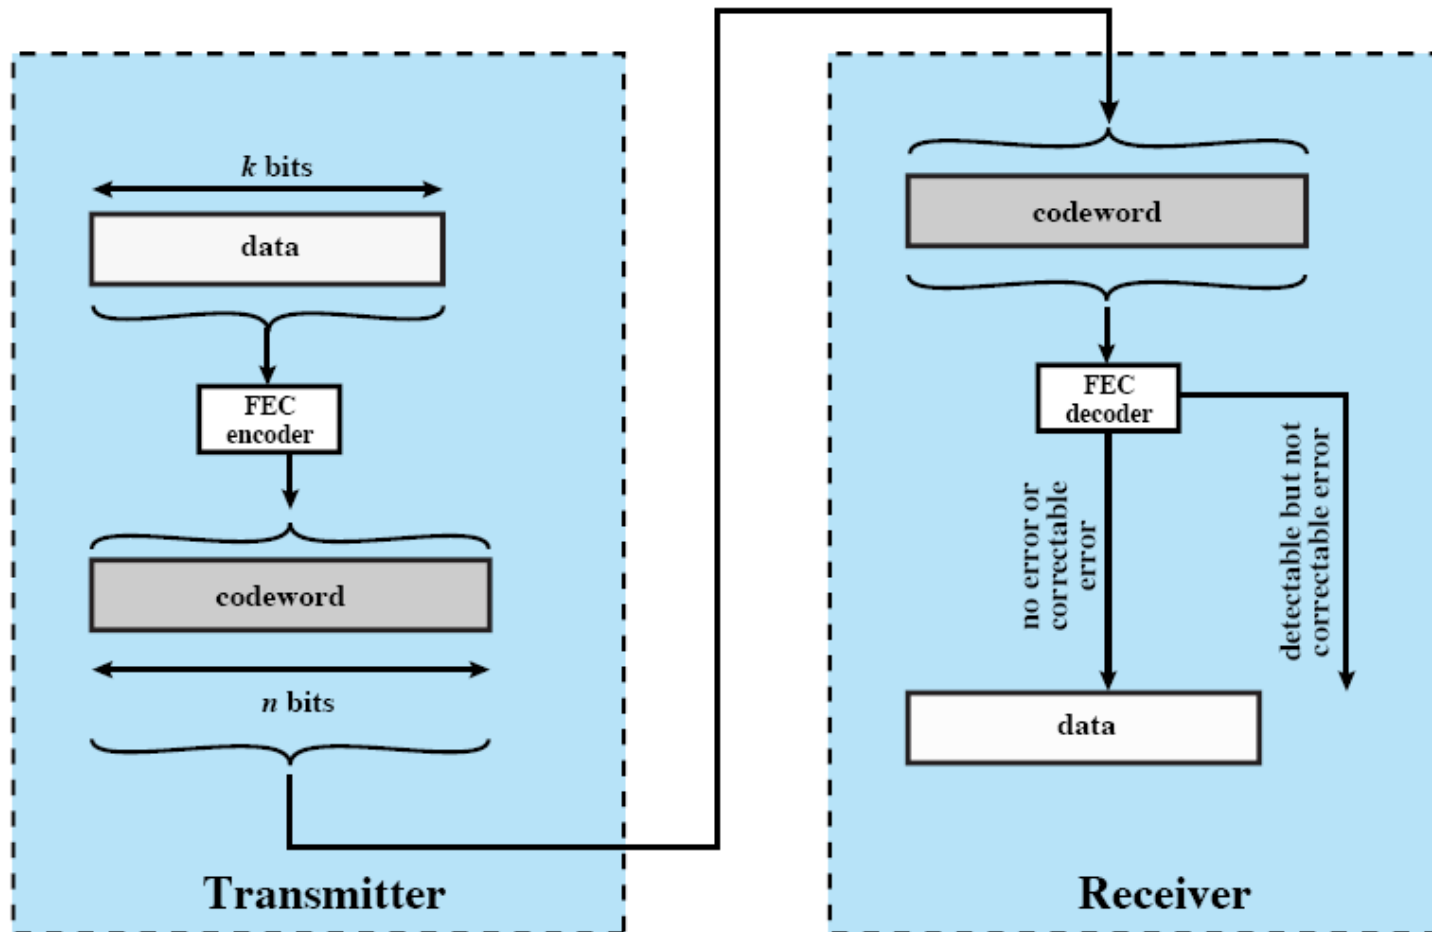 k bits
data
FEC
encoder
codeword
n bits
Transmitter
codeword
FEC
decoder
no error or
correctable
error
detectable but not
correctable error
data
Receiver